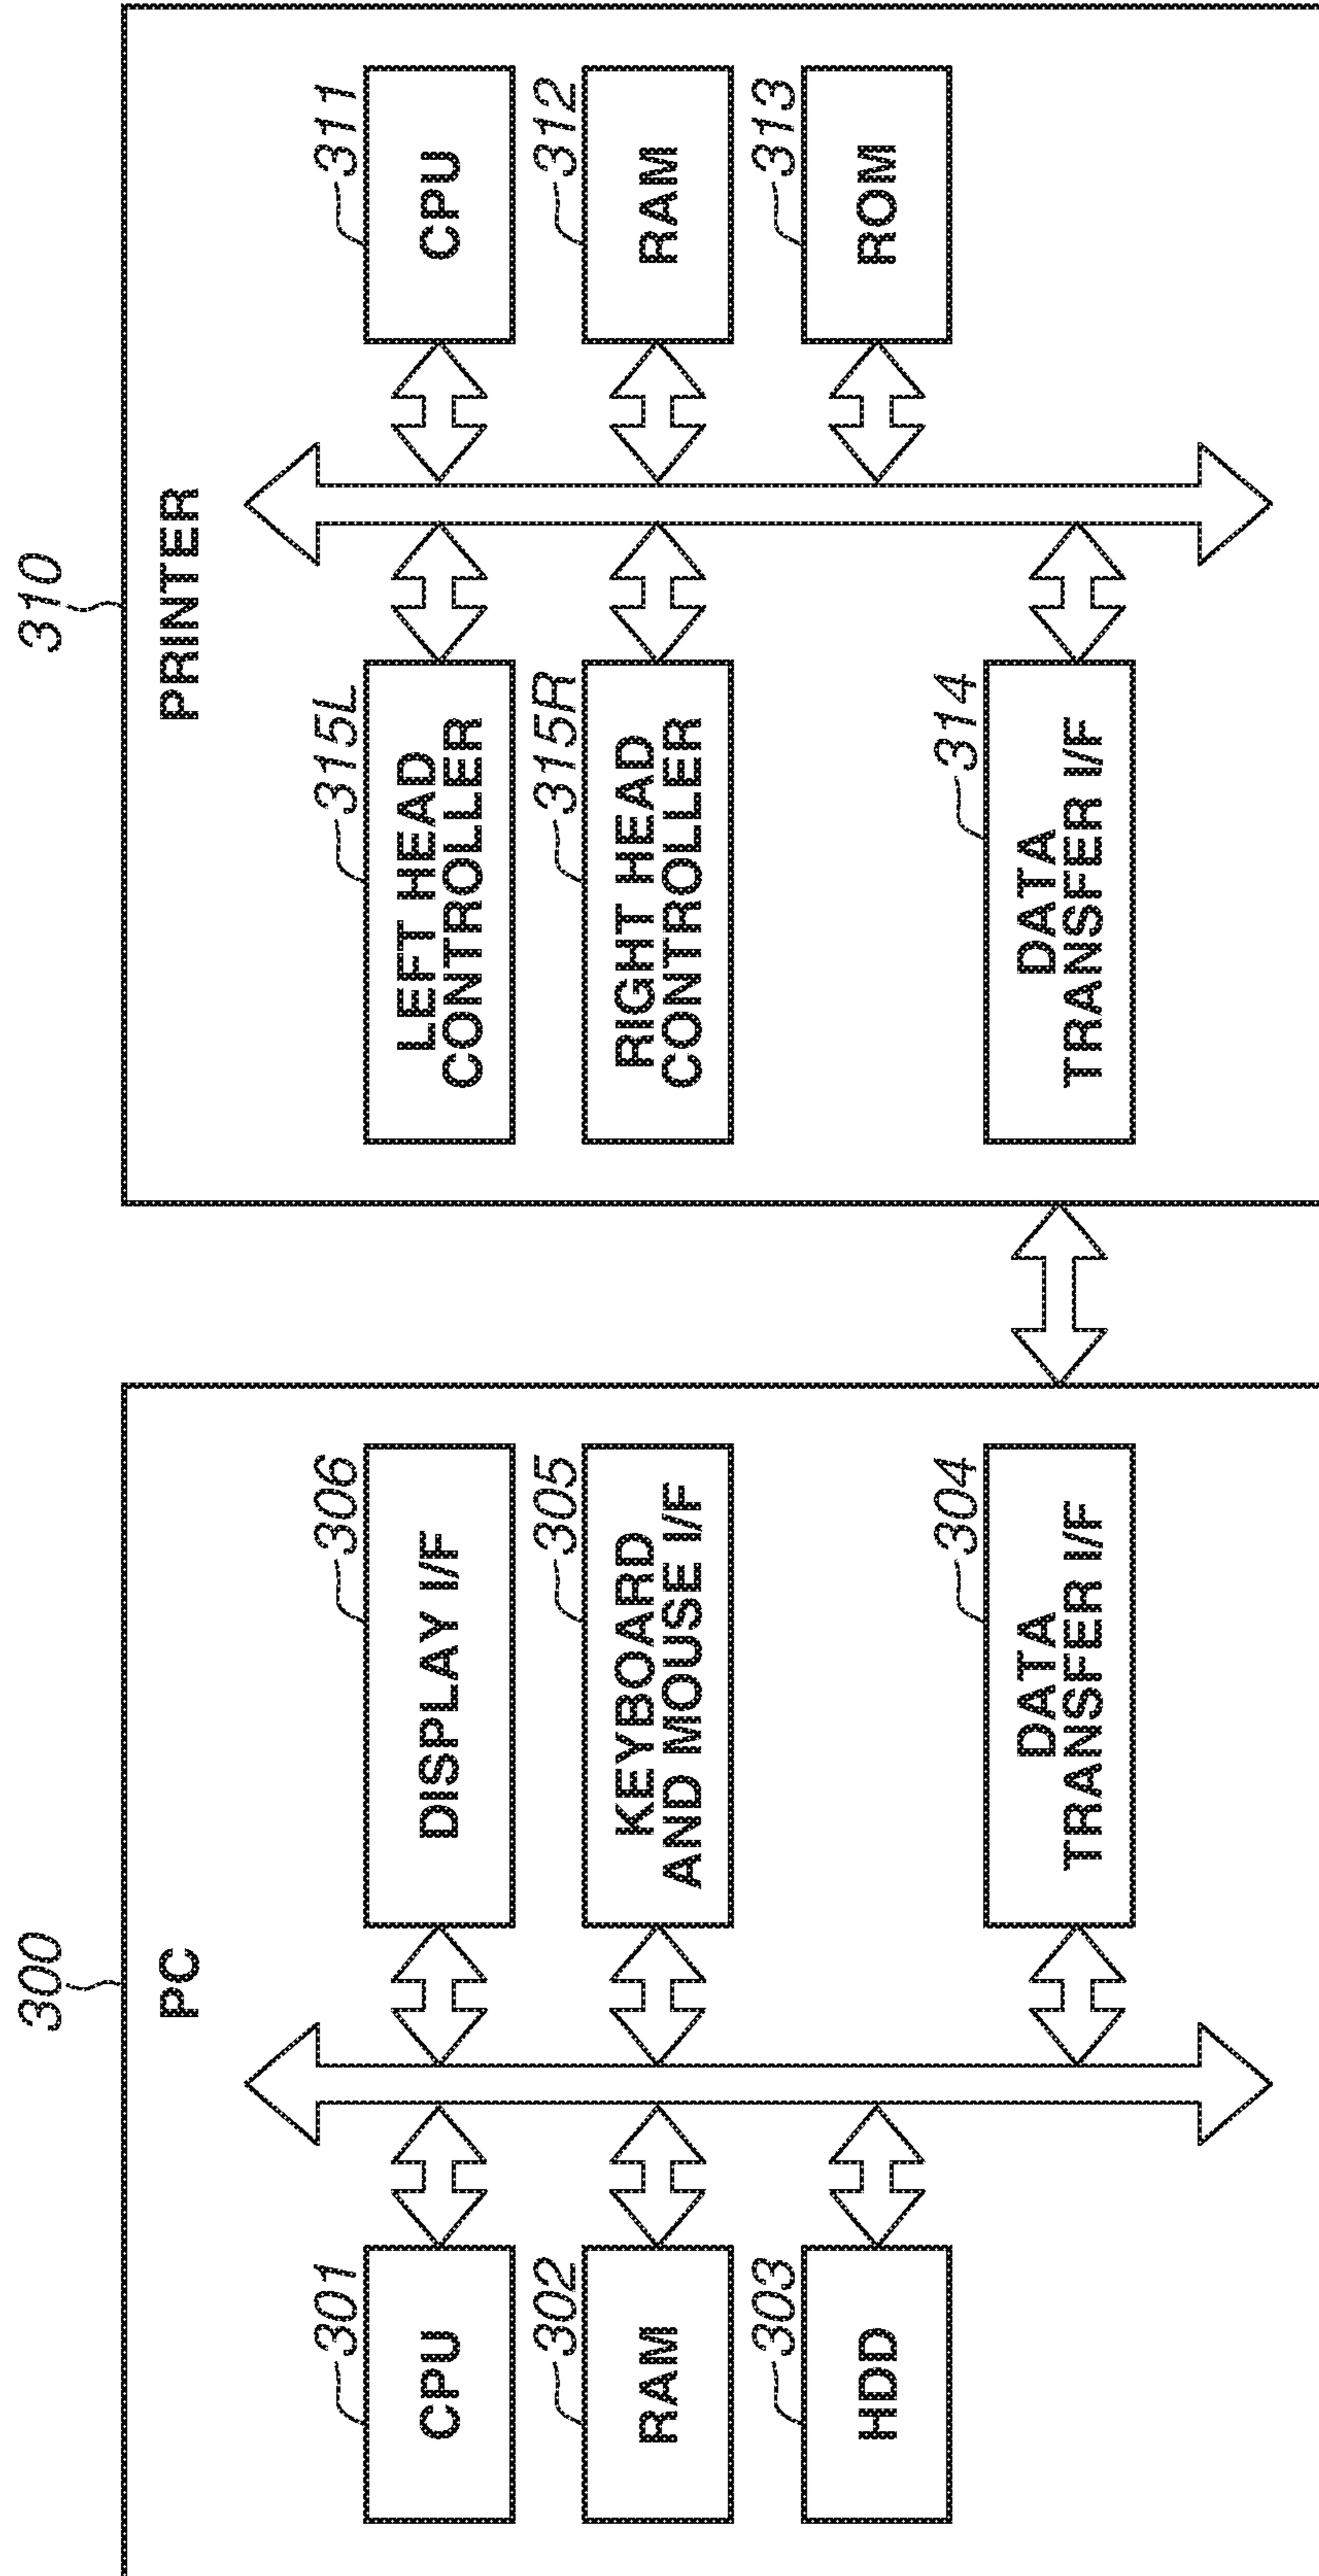 300
PC
301
CPU
302
RAM
303
HDD
306
DISPLAY I/F
305
KEYBOARD
AND MOUSE I/F
304
DATA
TRANSFER I/F
310
PRINTER
315L
LEFT HEAD
CONTROLLER
315R
RIGHT HEAD
CONTROLLER
314
DATA
TRANSFER I/F
311
CPU
312
RAM
313
ROM